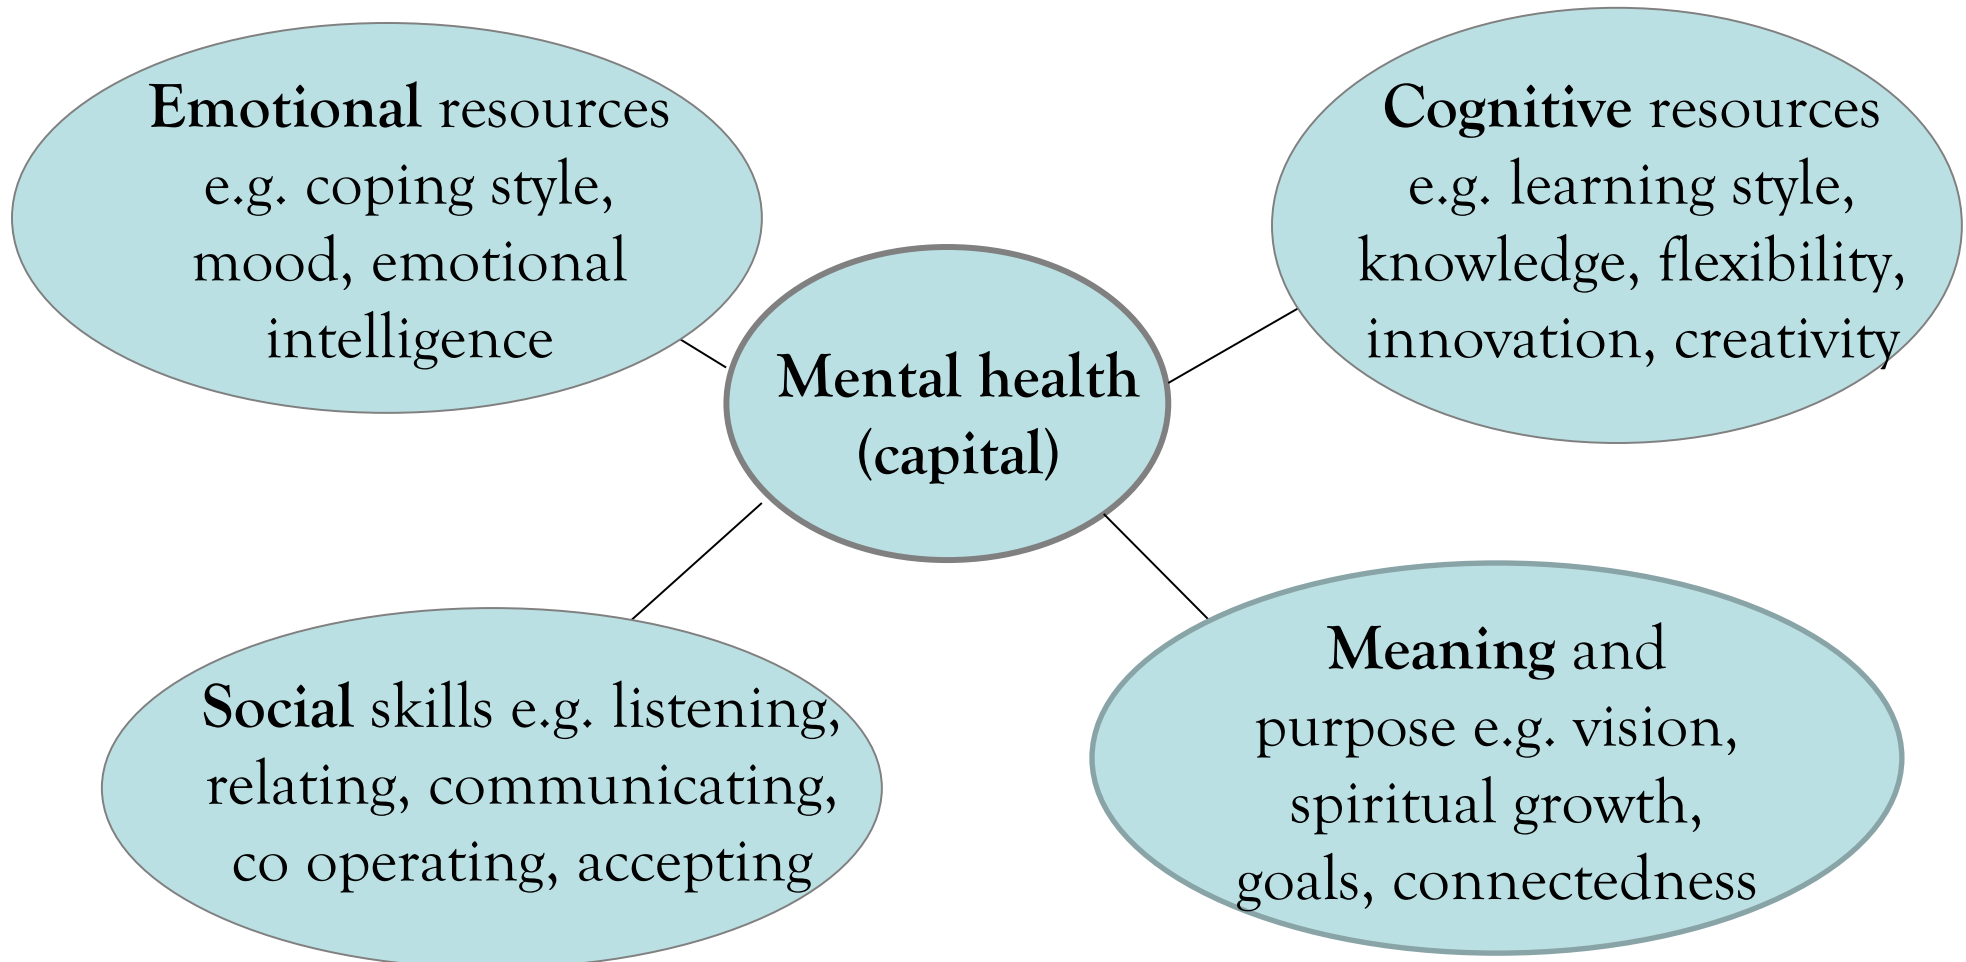 Emotional resources
e.g. coping style,
mood, emotional
intelligence
Cognitive resources
e.g. learning style,
knowledge, flexibility,
innovation, creativity
Mental health
(capital)
Social skills e.g. listening,
relating, communicating,
co operating, accepting
Meaning and
purpose e.g. vision,
spiritual growth,
goals, connectedness